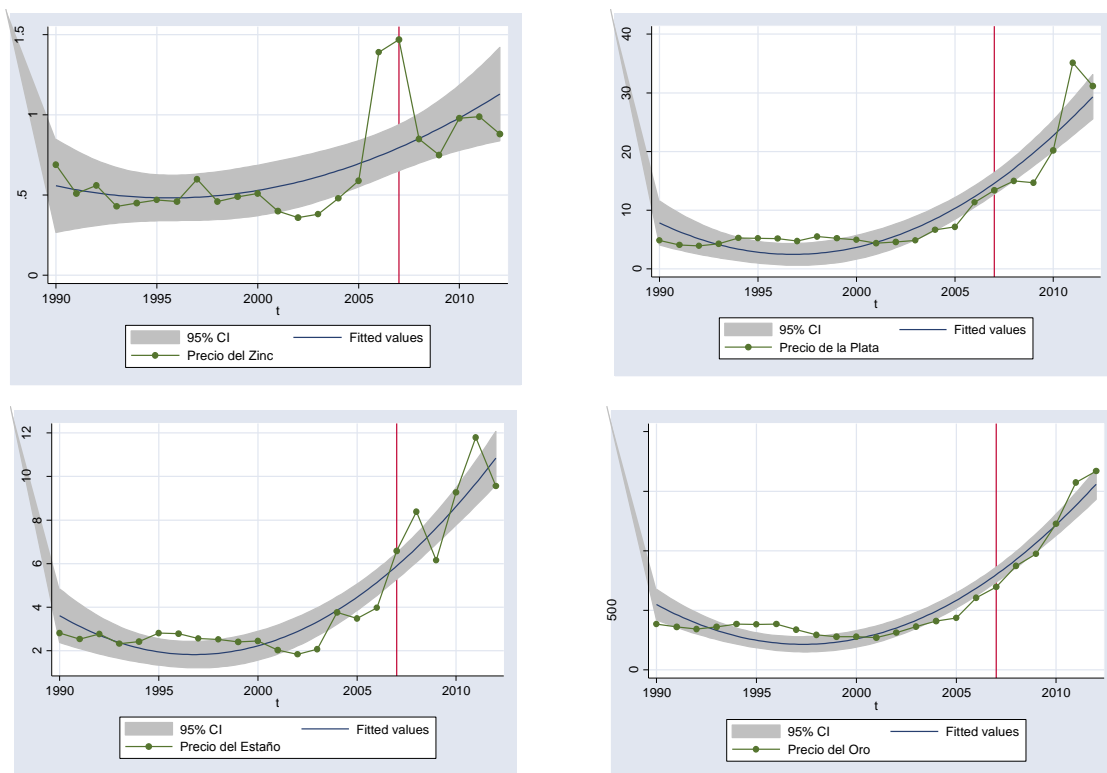 1.5
1
.5
0
1990 1995 2000 2005 2010
t
95% CI Fitted values
Precio del Zinc
40
30
20
10
0
1990 1995 2000 2005 2010
t
95% CI Fitted values
Precio de la Plata
12
10
8
6
4
2
1990 1995 2000 2005 2010
t
95% CI Fitted values
Precio del Estaño
500
0
1990 1995 2000 2005 2010
t
95% CI Fitted values
Precio del Oro